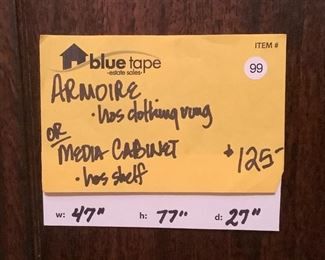 blue tape
estate sales
ITEM #
99
ARMOIRE
• has clothing rung
OR
MEDIA CABINET
• has shelf
$125-
w: 47" h: 77" d: 27"